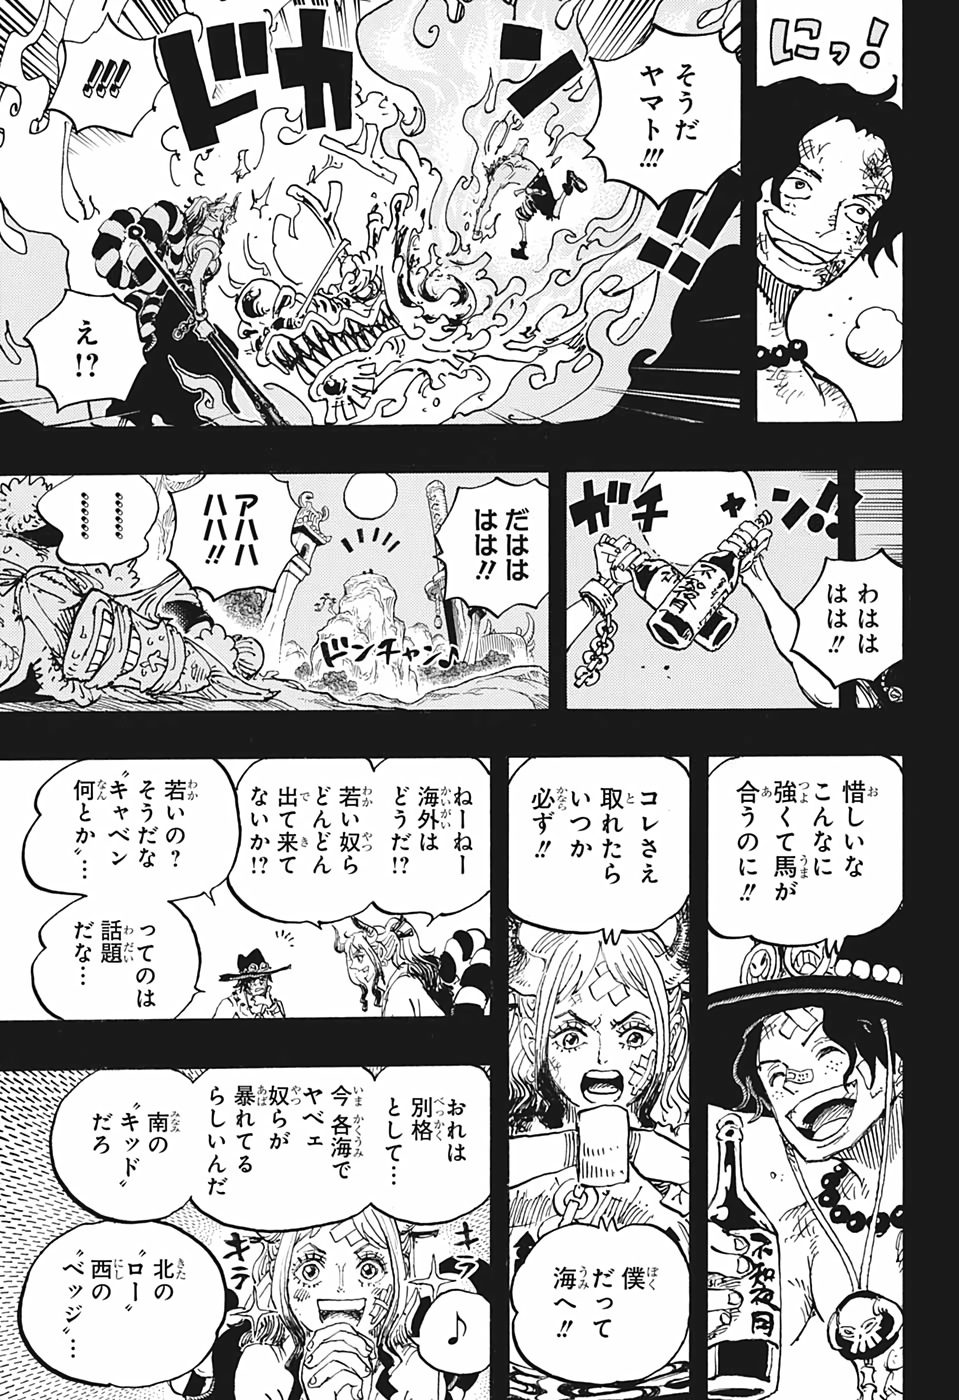 にっ!
そうだ
ヤマト!!!
ドカン!!
!!!
え!?
わははは
はは!!
ガチャン!!
だはは
はは!!
ドンチャン♪
アハハ
ハハ!!
……
……
惜しいな
こんなに
強くて馬が
合うのに!!
コレさえ
取れたら
いつか
必ず!!
僕
だって
海へ!!
ねーねー
海外は
どうだ!?
若い奴ら
どんどん
出て来て
ないか!?
若いの?
そうだな
“キャベン
何とか”…
ってのは
話題
だな…
おれは
別格
として…
今 各海で
ヤベェ
奴らが
暴れてる
らしいんだ
南の
“キッド”
だろ
北の
“ロー”
西の
“ベッジ”…
キラ
キラ
♪